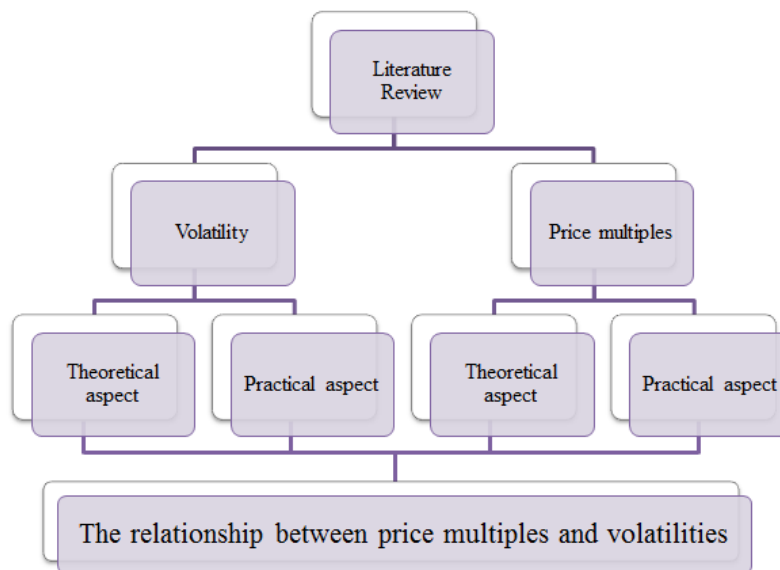 Literature
Review
Volatility
Price multiples
Theoretical
aspect
Practical aspect
Theoretical
aspect
Practical aspect
The relationship between price multiples and volatilities